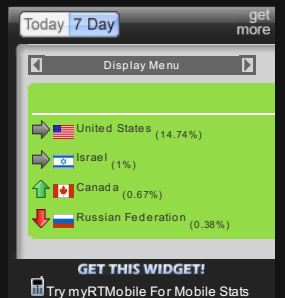 Today 7 Day get more
Display Menu
United States (14.74%)
Israel (1%)
Canada (0.67%)
Russian Federation (0.38%)
GET THIS WIDGET!
Try myRTMobile For Mobile Stats